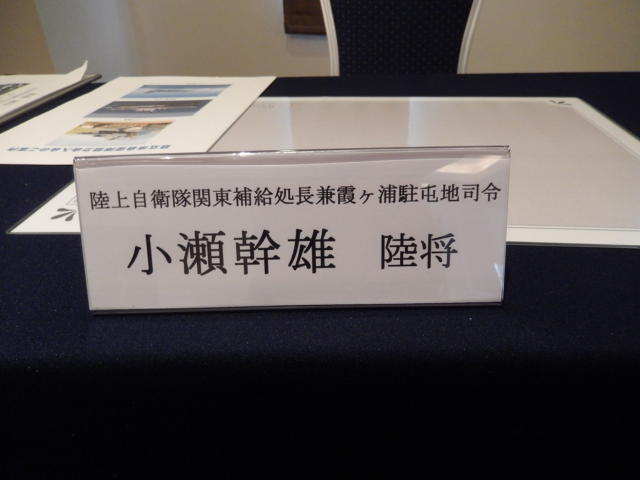 陸上自衛隊関東補給処長兼霞ヶ浦駐屯地司令
小瀬幹雄 陸将